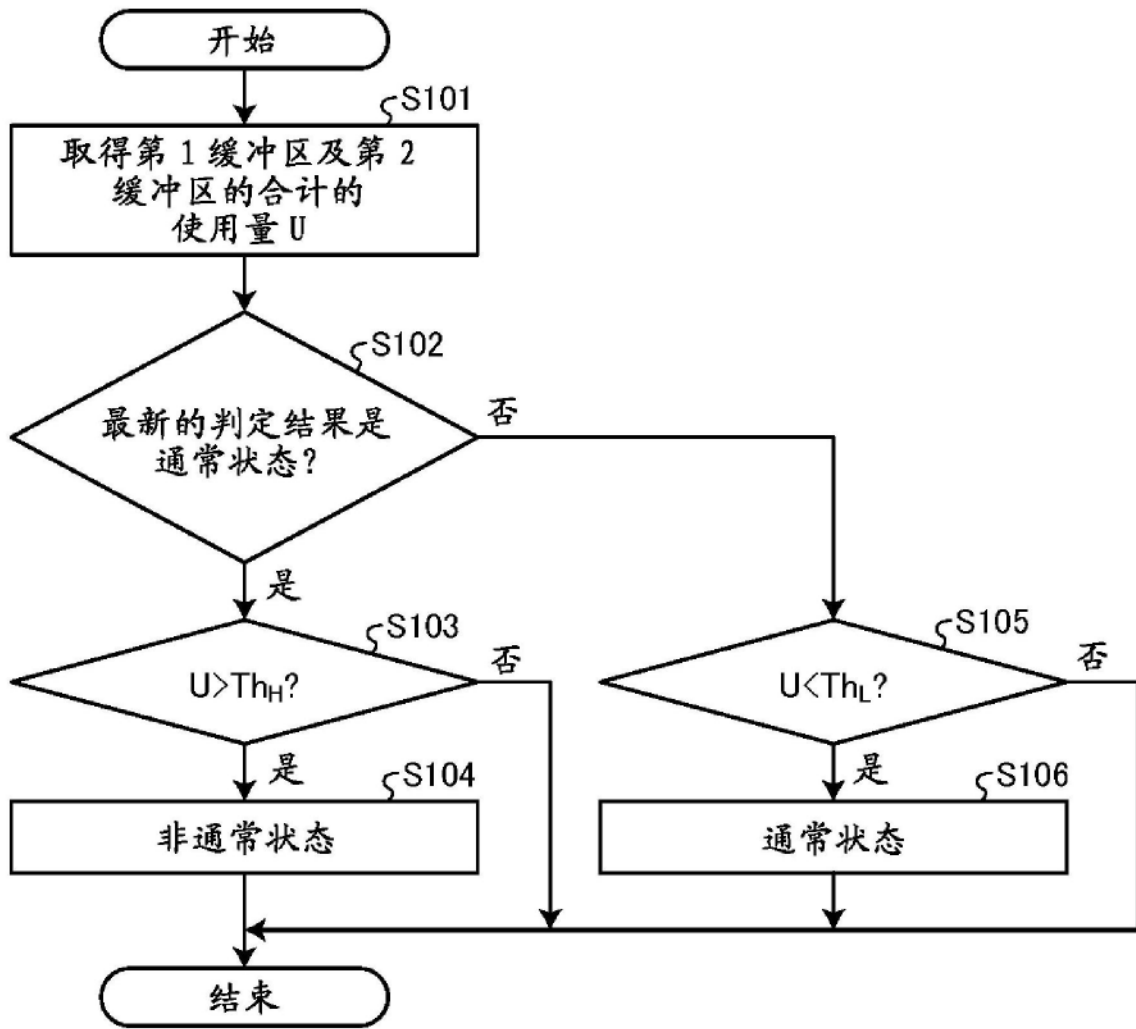 开始
S101
取得第1缓冲区及第2
缓冲区的合计的
使用量U
S102
最新的判定结果是
通常状态?
否
是
S103
U>ThH?
否
S105
U<ThL?
否
是
S104
非通常状态
是
S106
通常状态
结束